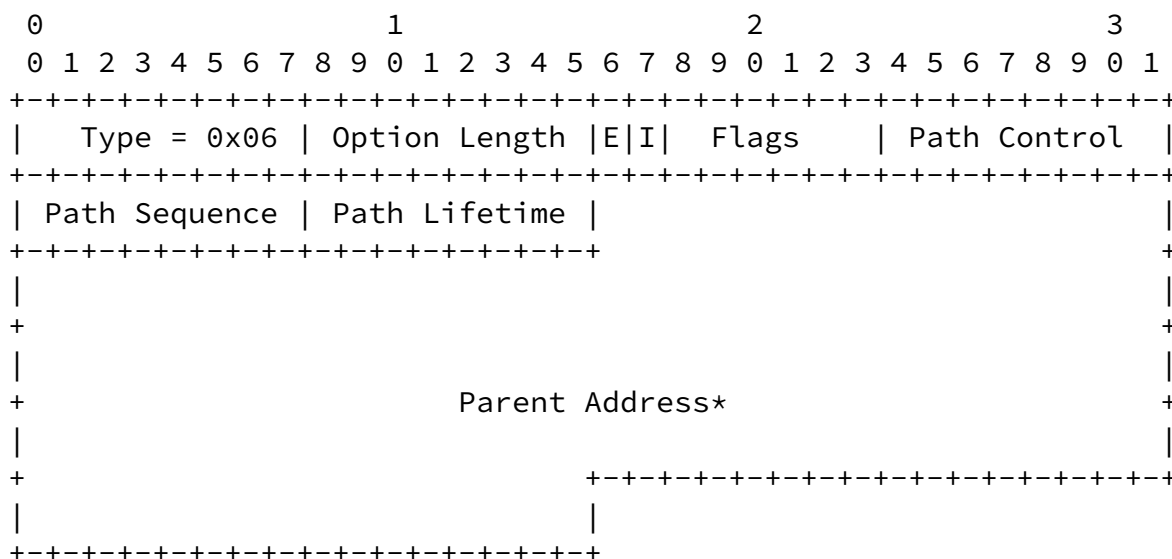 0                   1                   2                   3
0 1 2 3 4 5 6 7 8 9 0 1 2 3 4 5 6 7 8 9 0 1 2 3 4 5 6 7 8 9 0 1
+-+-+-+-+-+-+-+-+-+-+-+-+-+-+-+-+-+-+-+-+-+-+-+-+-+-+-+-+-+-+-+-+
|   Type = 0x06 | Option Length |E|I|  Flags    | Path Control  |
+-+-+-+-+-+-+-+-+-+-+-+-+-+-+-+-+-+-+-+-+-+-+-+-+-+-+-+-+-+-+-+-+
| Path Sequence | Path Lifetime |                               |
+-+-+-+-+-+-+-+-+-+-+-+-+-+-+-+-+                               +
|                                                               |
+                                                               +
|                                                               |
+                        Parent Address*                        +
|                                                               |
+                               +-+-+-+-+-+-+-+-+-+-+-+-+-+-+-+-+
|                               |
+-+-+-+-+-+-+-+-+-+-+-+-+-+-+-+-+